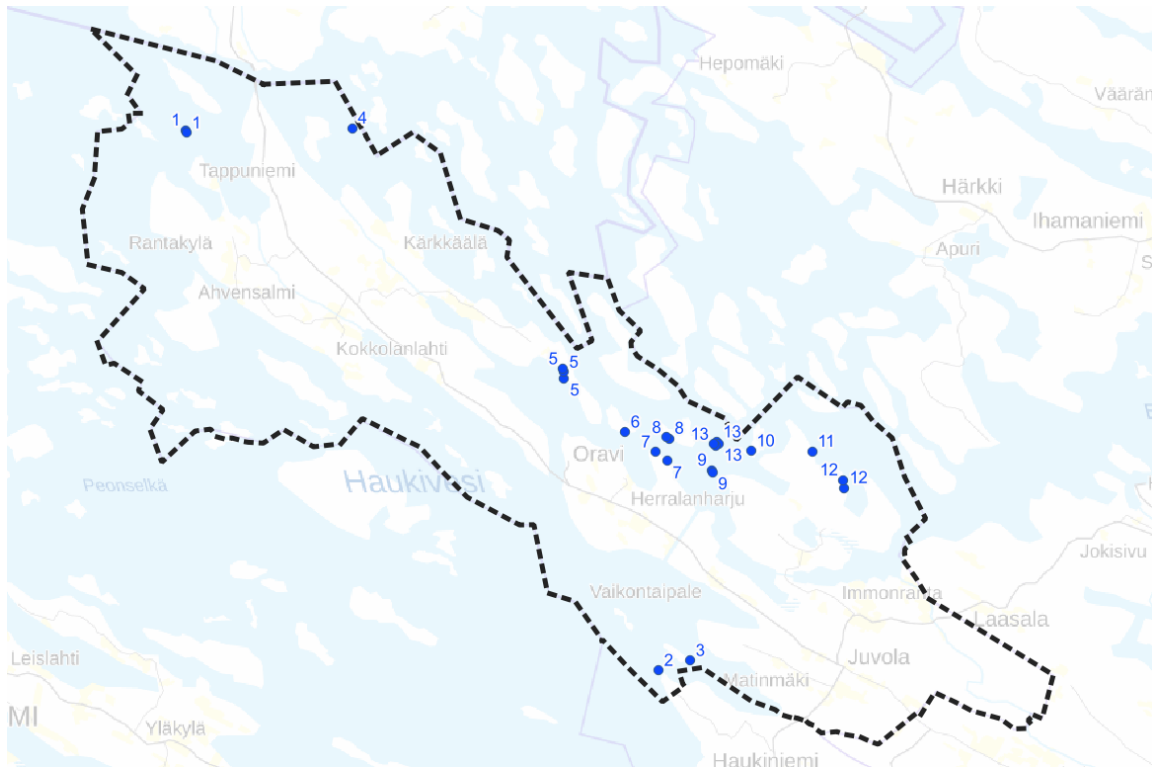 Hepomäki
Väärän
1 1
4
Tappuniemi
Härkki
Ihamaniemi
Rantakylä
Kärkkäälä
Apuri
S
Ahvensalmi
Kokkolanlahti
5 5
5
6
8 8
13 13
7
13
10
11
Oravi
7
9
12 12
9
Peonselkä
Haukivesi
Herralanharju
Jokisivu
Vaikontaipale
Immonranta
Laasala
Leislahti
2
3
Juvola
Matinmäki
MI
Yläkylä
Haukiniemi